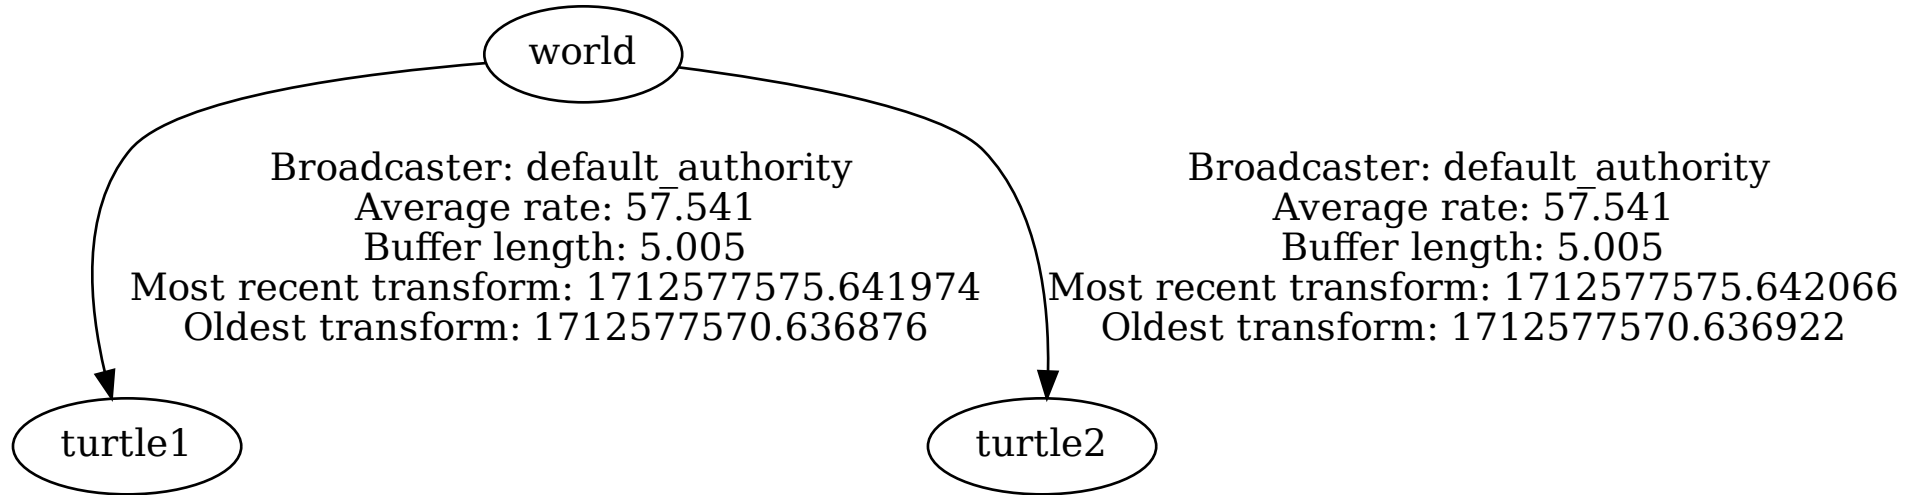 world
Broadcaster: default_authority
Average rate: 57.541
Buffer length: 5.005
Most recent transform: 1712577575.641974
Oldest transform: 1712577570.636876
Broadcaster: default_authority
Average rate: 57.541
Buffer length: 5.005
Most recent transform: 1712577575.642066
Oldest transform: 1712577570.636922
turtle1
turtle2